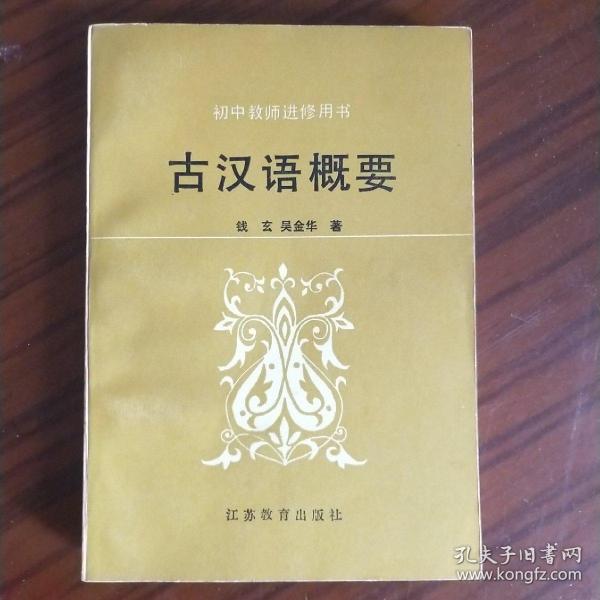 初中教师进修用书
古汉语概要
钱 玄 吴金华 著
江苏教育出版社
孔夫子旧书网
www.kongfz.com